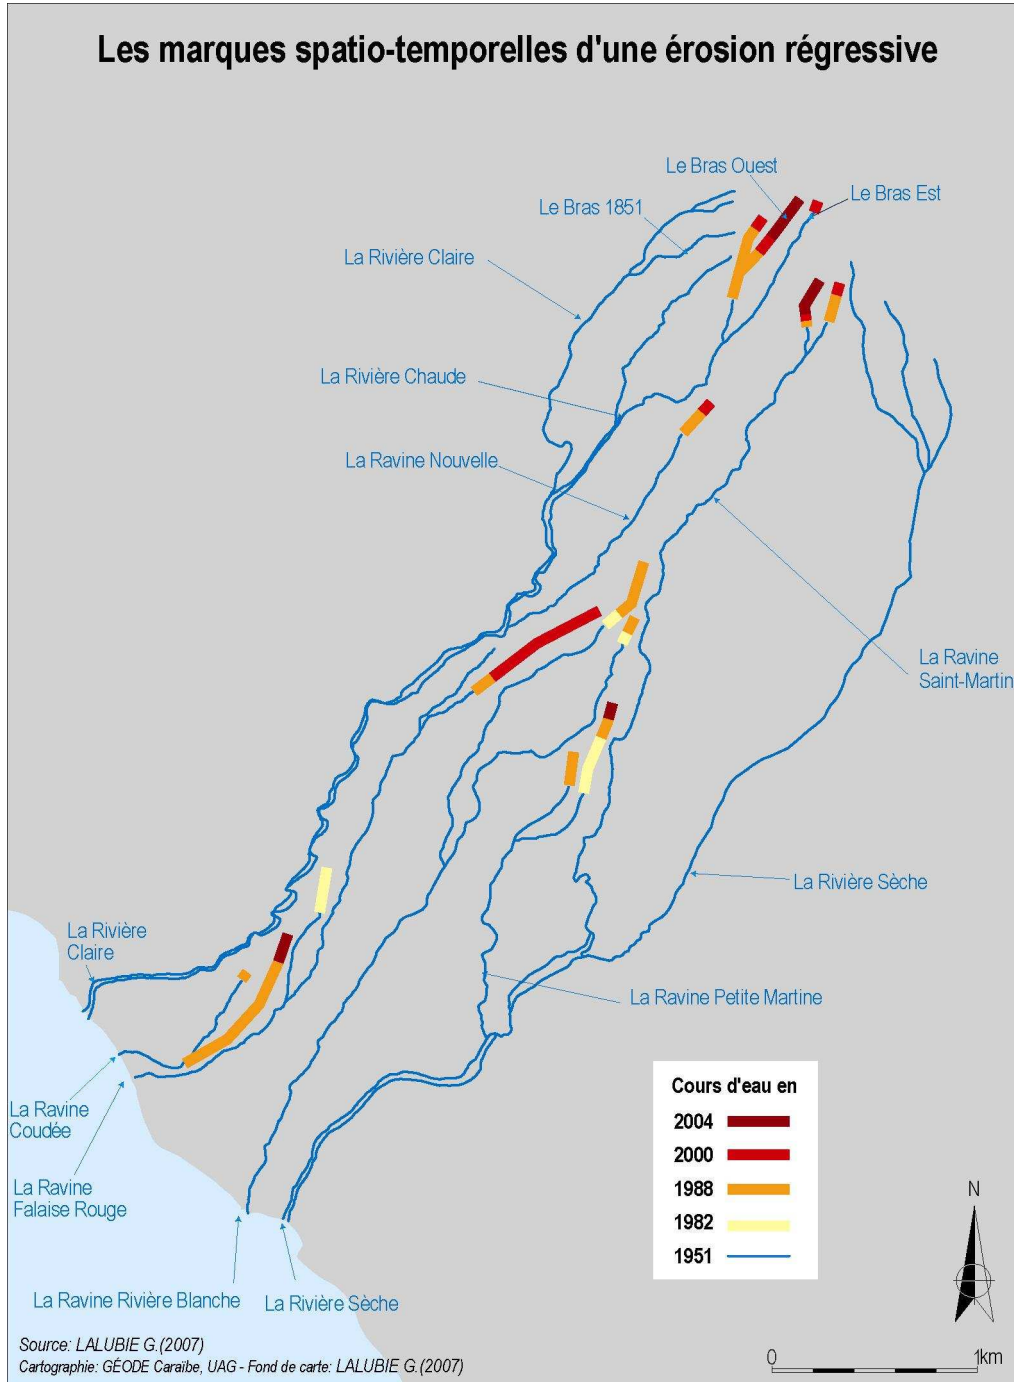 Les marques spatio-temporelles d'une érosion régressive
Le Bras Ouest
Le Bras Est
Le Bras 1851
La Rivière Claire
La Rivière Chaude
La Ravine Nouvelle
La Ravine
Saint-Martin
La Rivière Sèche
La Rivière
Claire
La Ravine Petite Martine
La Ravine
Coudée
La Ravine
Falaise Rouge
La Ravine Rivière Blanche
La Rivière Sèche
Cours d'eau en
2004
2000
1988
1982
1951
N
0 1km
Source: LALUBIE G.(2007)
Cartographie: GÉODE Caraïbe, UAG - Fond de carte: LALUBIE G.(2007)